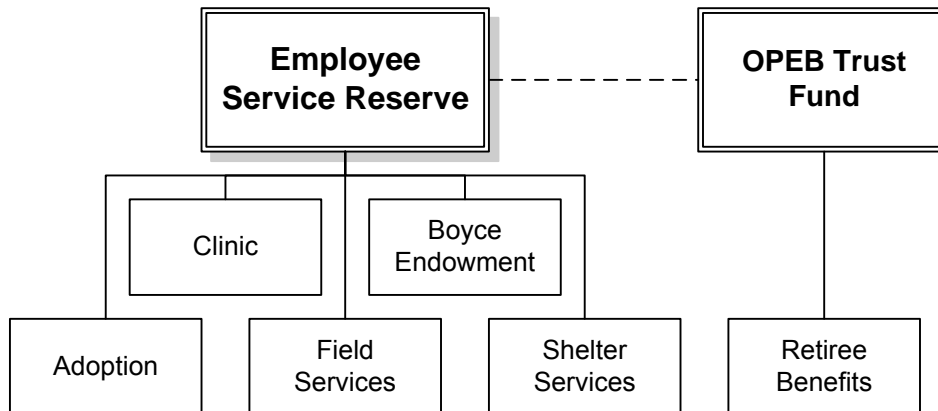 Employee
Service Reserve
OPEB Trust
Fund
Clinic
Boyce
Endowment
Adoption
Field
Services
Shelter
Services
Retiree
Benefits